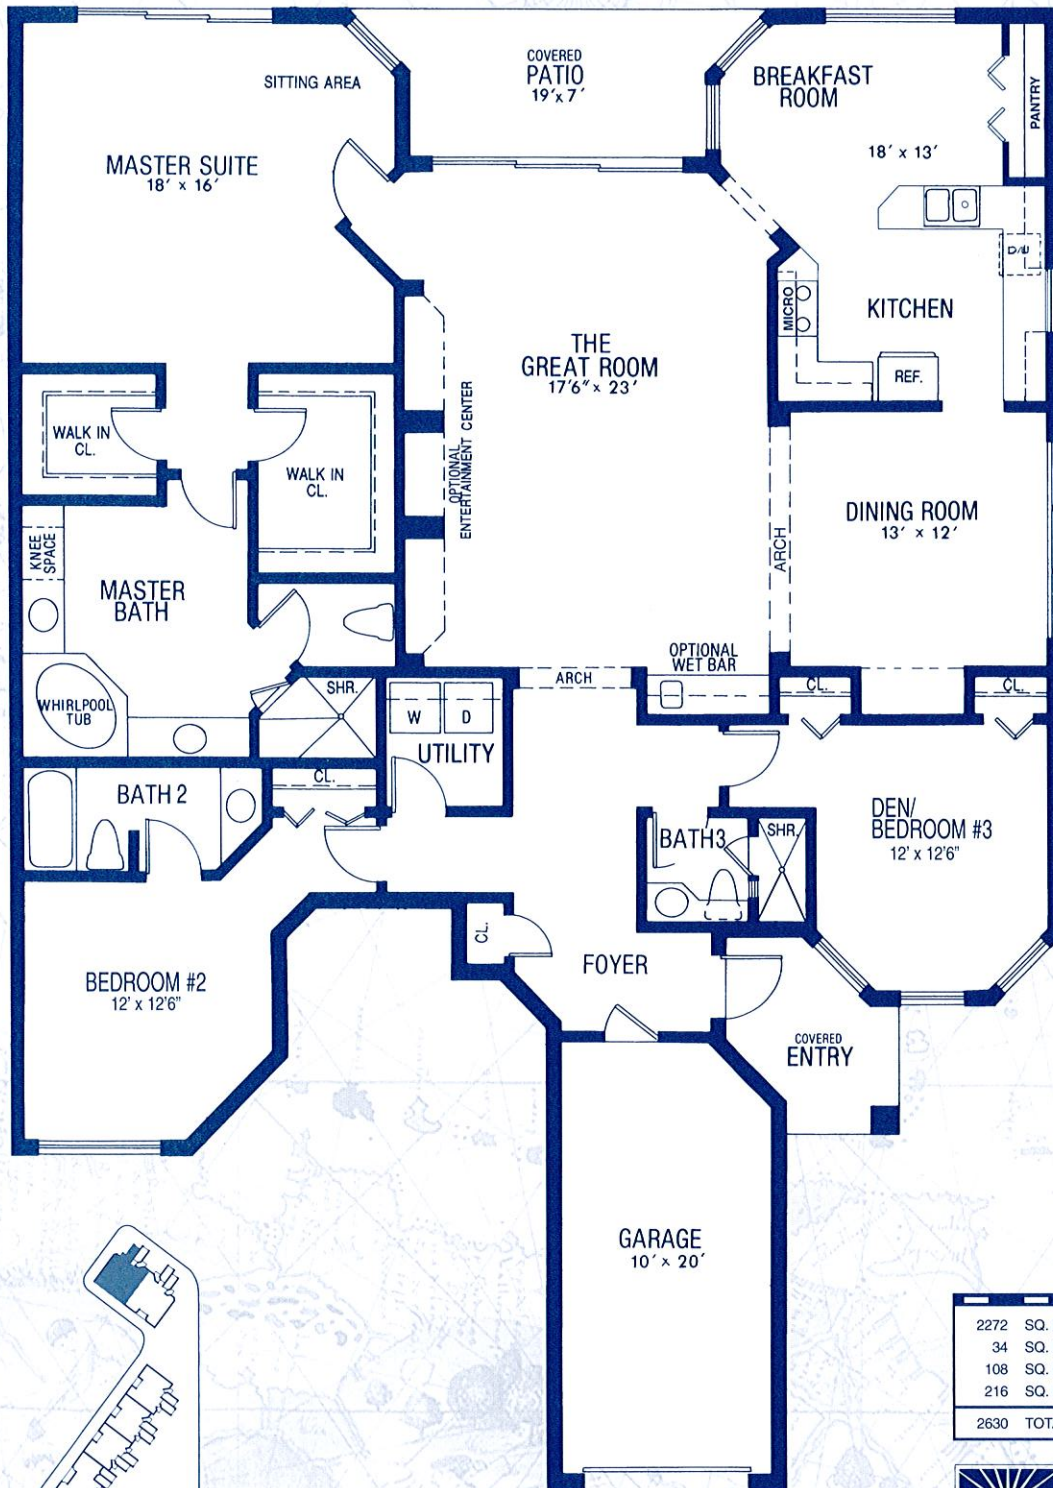 COVERED
PATIO
19' x 7'
SITTING AREA
BREAKFAST
ROOM
18' x 13'
PANTRY
MASTER SUITE
18' x 16'
D/W
MICRO
KITCHEN
REF.
THE
GREAT ROOM
17'6" x 23'
OPTIONAL
ENTERTAINMENT CENTER
WALK IN
CL.
WALK IN
CL.
DINING ROOM
13' x 12'
ARCH
KNEE
SPACE
MASTER
BATH
OPTIONAL
WET BAR
ARCH
CL.
CL.
SHR.
WHIRLPOOL
TUB
W
D
UTILITY
CL.
BATH 2
DEN/
BEDROOM #3
12' x 12'6"
BATH3
SHR.
CL.
FOYER
BEDROOM #2
12' x 12'6"
COVERED
ENTRY
GARAGE
10' x 20'
2272 SQ.
34 SQ.
108 SQ.
216 SQ.
2630 TOT